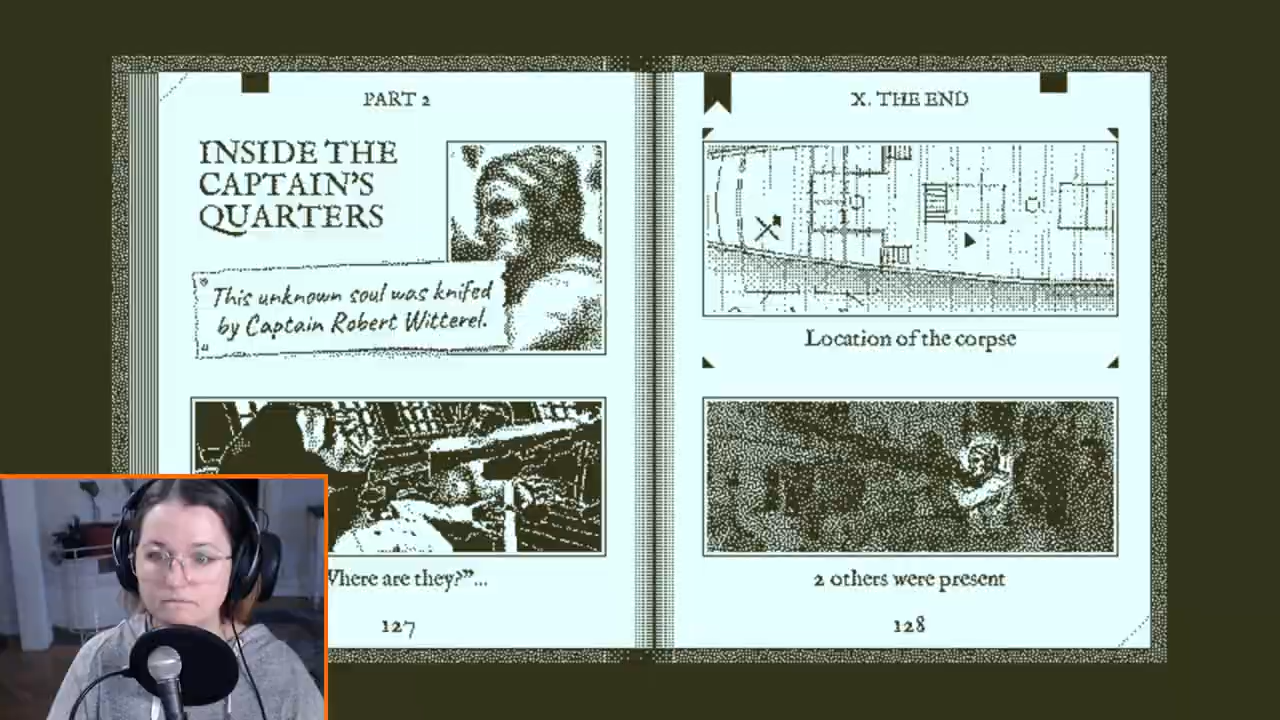 PART 2
INSIDE THE
CAPTAIN'S
QUARTERS
"This unknown soul was knifed
by Captain Robert Witterel.
"
here are they?"...
127
X. THE END
Location of the corpse
2 others were present
128